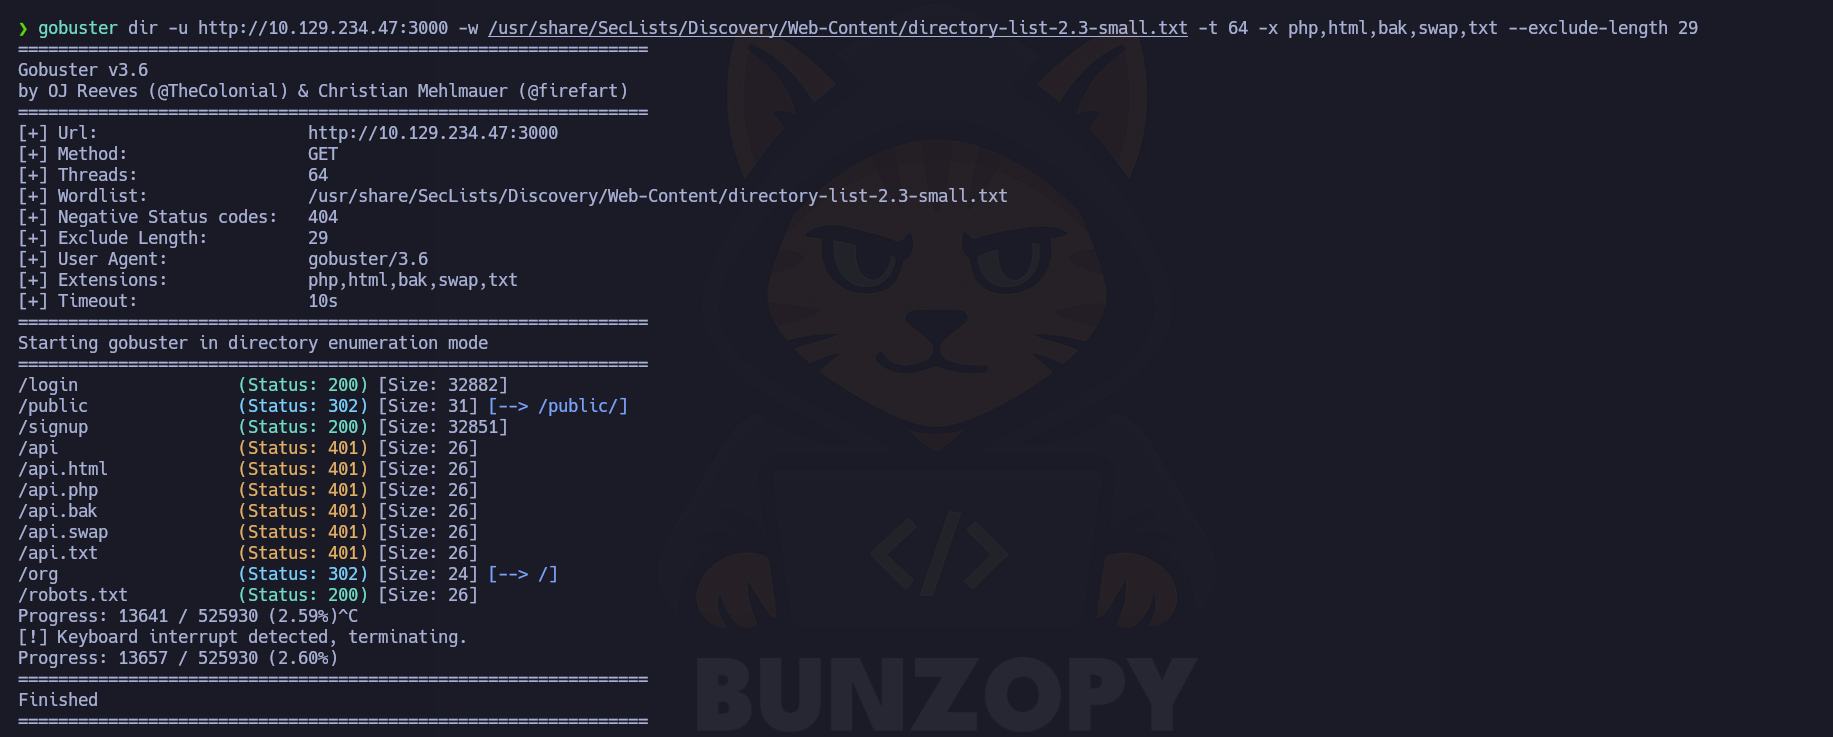 ❯ gobuster dir -u http://10.129.234.47:3000 -w /usr/share/SecLists/Discovery/Web-Content/directory-list-2.3-small.txt -t 64 -x php,html,bak,swap,txt --exclude-length 29
===============================================================
Gobuster v3.6
by OJ Reeves (@TheColonial) & Christian Mehlmauer (@firefart)
===============================================================
[+] Url:                     http://10.129.234.47:3000
[+] Method:                  GET
[+] Threads:                 64
[+] Wordlist:                /usr/share/SecLists/Discovery/Web-Content/directory-list-2.3-small.txt
[+] Negative Status codes:   404
[+] Exclude Length:          29
[+] User Agent:              gobuster/3.6
[+] Extensions:              php,html,bak,swap,txt
[+] Timeout:                 10s
===============================================================
Starting gobuster in directory enumeration mode
===============================================================
/login                (Status: 200) [Size: 32882]
/public               (Status: 302) [Size: 31] [--> /public/]
/signup               (Status: 200) [Size: 32851]
/api                  (Status: 401) [Size: 26]
/api.html             (Status: 401) [Size: 26]
/api.php              (Status: 401) [Size: 26]
/api.bak              (Status: 401) [Size: 26]
/api.swap             (Status: 401) [Size: 26]
/api.txt              (Status: 401) [Size: 26]
/org                  (Status: 302) [Size: 24] [--> /]
/robots.txt           (Status: 200) [Size: 26]
Progress: 13641 / 525930 (2.59%)^C
[!] Keyboard interrupt detected, terminating.
Progress: 13657 / 525930 (2.60%)
===============================================================
Finished
===============================================================
</>
BUNZOPY